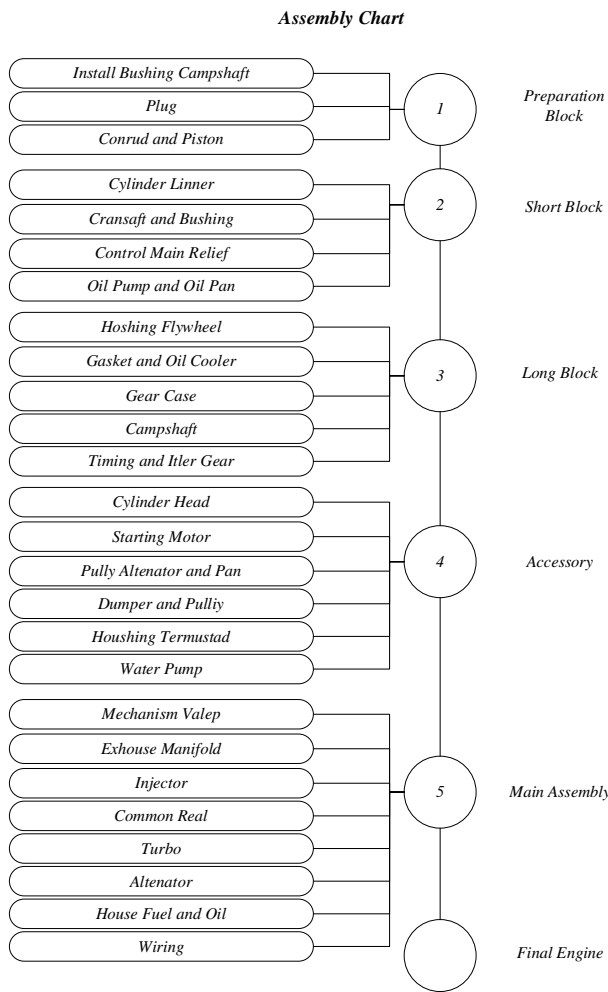 Assembly Chart
Install Bushing Campshaft
Plug
Conrud and Piston
1
Preparation
Block
Cylinder Linner
Cransaft and Bushing
Control Main Relief
Oil Pump and Oil Pan
2
Short Block
Hoshing Flywheel
Gasket and Oil Cooler
Gear Case
Campshaft
Timing and Itler Gear
3
Long Block
Cylinder Head
Starting Motor
Pully Altenator and Pan
Dumper and Pulliy
Houshing Termustad
Water Pump
4
Accessory
Mechanism Valep
Exhouse Manifold
Injector
Common Real
Turbo
Altenator
House Fuel and Oil
Wiring
5
Main Assembly
Final Engine